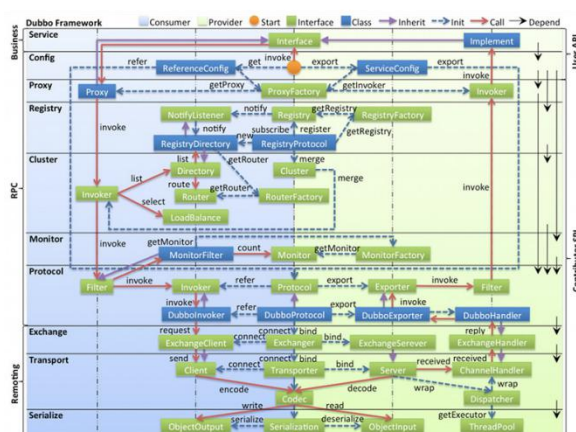 Dubbo Framework
Consumer Provider Start Interface Class Inherit Init Call Depend
Business
Service
Interface
Implement
Config
refer
ReferenceConfig
get
invoke
export
ServiceConfig
export
invoke
Proxy
Proxy
getProxy
ProxyFactory
getInvoker
Invoker
RPC
Registry
NotifyListener
notify
Registry
getRegistry
RegistryFactory
invoke
notify
subscribe
register
getRegistry
RegistryDirectory
new
RegistryProtocol
Cluster
list
getRouter
merge
Directory
Cluster
merge
list
route
getRouter
Invoker
Router
RouterFactory
invoke
select
LoadBalance
Monitor
invoke
getMonitor
MonitorFilter
count
Monitor
getMonitor
MonitorFactory
Protocol
Filter
invoke
Invoker
refer
Protocol
export
Exporter
invoke
Filter
invoke
invoke
DubboInvoker
refer
DubboProtocol
export
DubboExporter
DubboHandler
Remoting
Exchange
request
connect
bind
reply
ExchangeClient
connect
Exchanger
bind
ExchangeSerever
ExchangeHandler
Transport
send
connect
bind
received
received
Client
connect
Transporter
bind
Server
ChannelHandler
encode
decode
wrap
wrap
Codec
Dispatcher
Serialize
write
read
getExecutor
ObjectOutput
serialize
Serialization
deserialize
ObjectInput
ThreadPool